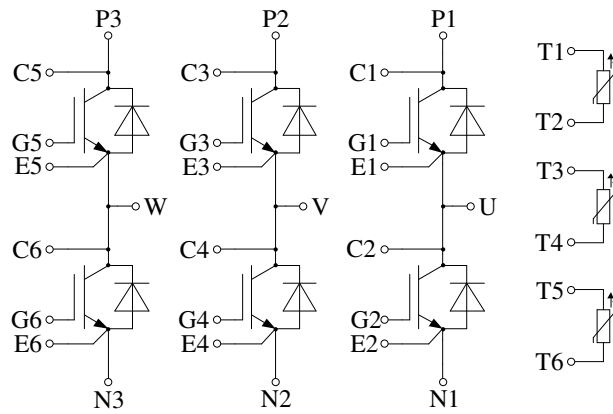 P3 P2 P1
C5 C3 C1 T1
G5 G3 G1 T2
E5 E3 E1 T3
W V U
C6 C4 C2 T4
T5
G6 G4 G2
E6 E4 E2 T6
N3 N2 N1